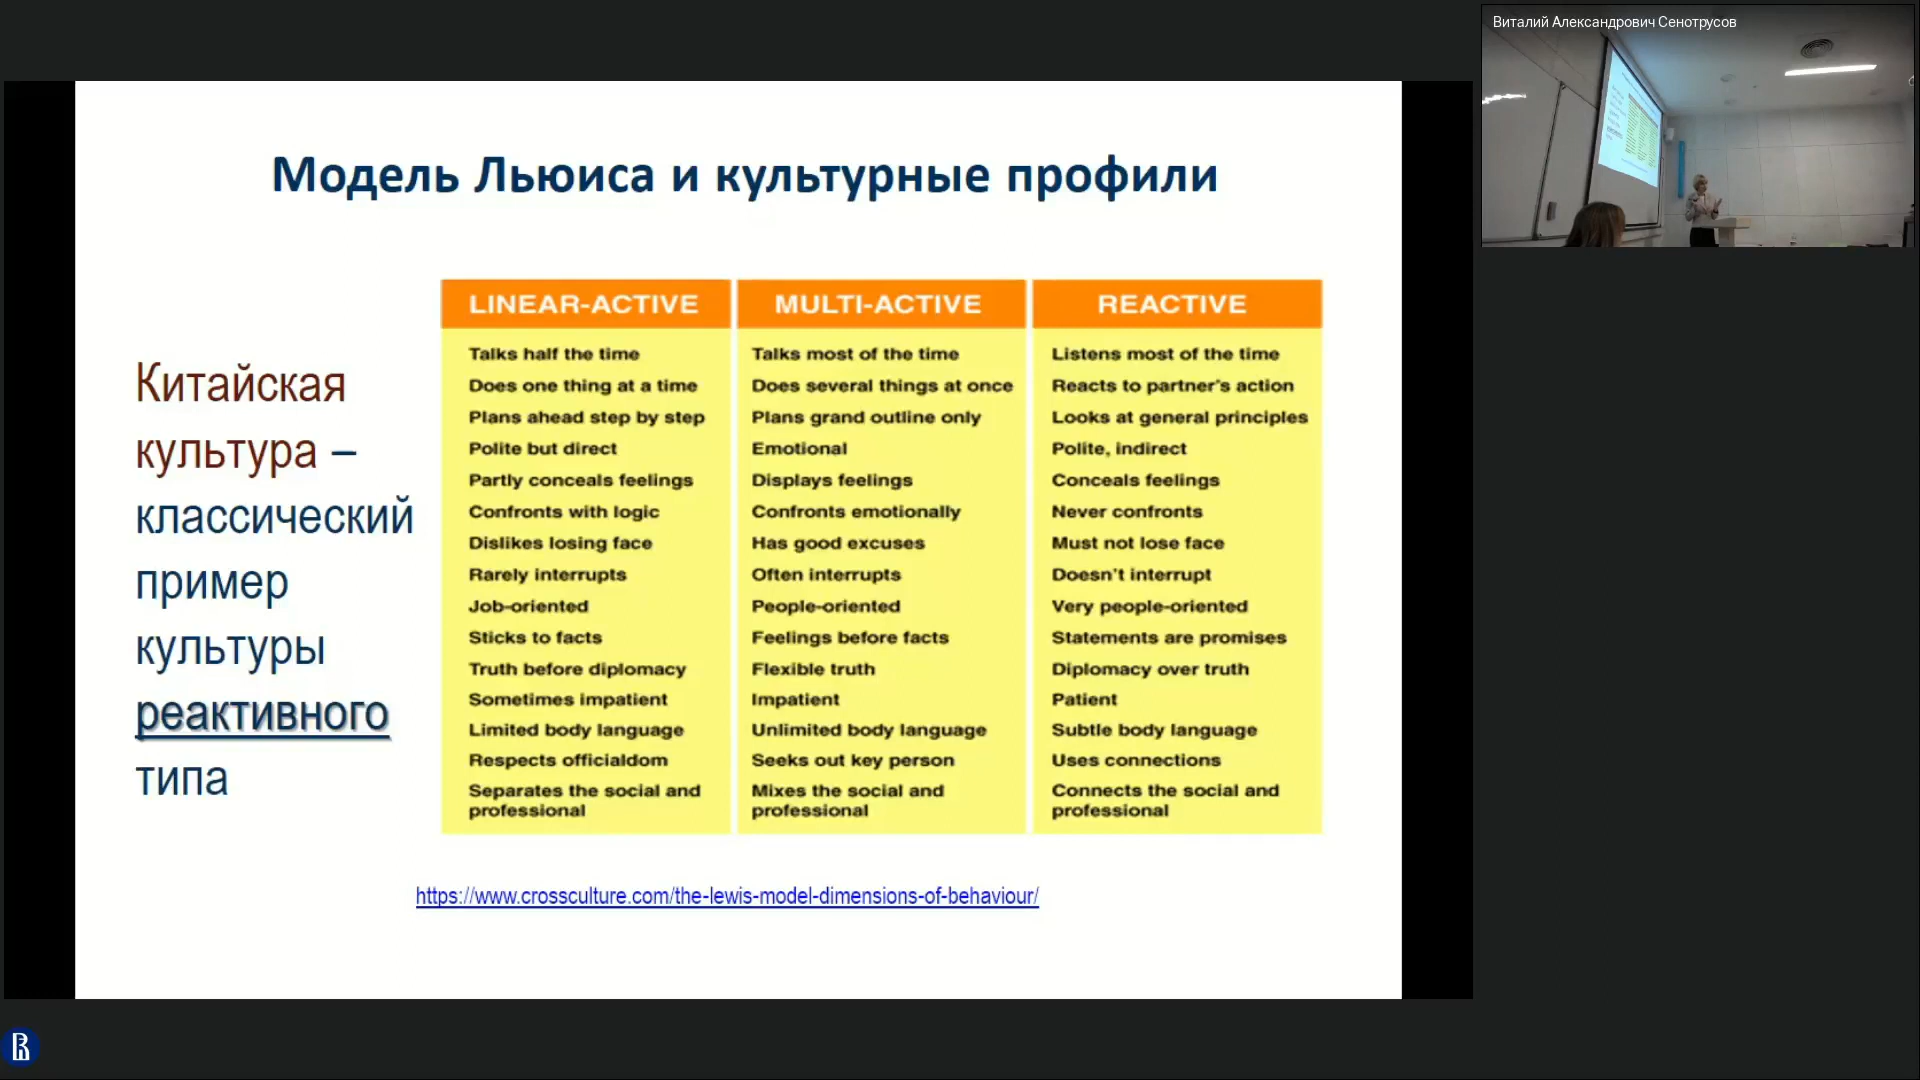 Виталий Александрович Сенотрусов
Модель Льюиса и культурные профили
Китайская
культура –
классический
пример
культуры
реактивного
типа
LINEAR-ACTIVE
Talks half the time
Does one thing at a time
Plans ahead step by step
Polite but direct
Partly conceals feelings
Confronts with logic
Dislikes losing face
Rarely interrupts
Job-oriented
Sticks to facts
Truth before diplomacy
Sometimes impatient
Limited body language
Respects officialdom
Separates the social and
professional
MULTI-ACTIVE
Talks most of the time
Does several things at once
Plans grand outline only
Emotional
Displays feelings
Confronts emotionally
Has good excuses
Often interrupts
People-oriented
Feelings before facts
Flexible truth
Impatient
Unlimited body language
Seeks out key person
Mixes the social and
professional
REACTIVE
Listens most of the time
Reacts to partner's action
Looks at general principles
Polite, indirect
Conceals feelings
Never confronts
Must not lose face
Doesn't interrupt
Very people-oriented
Statements are promises
Diplomacy over truth
Patient
Subtle body language
Uses connections
Connects the social and
professional
https://www.crossculture.com/the-lewis-model-dimensions-of-behaviour/